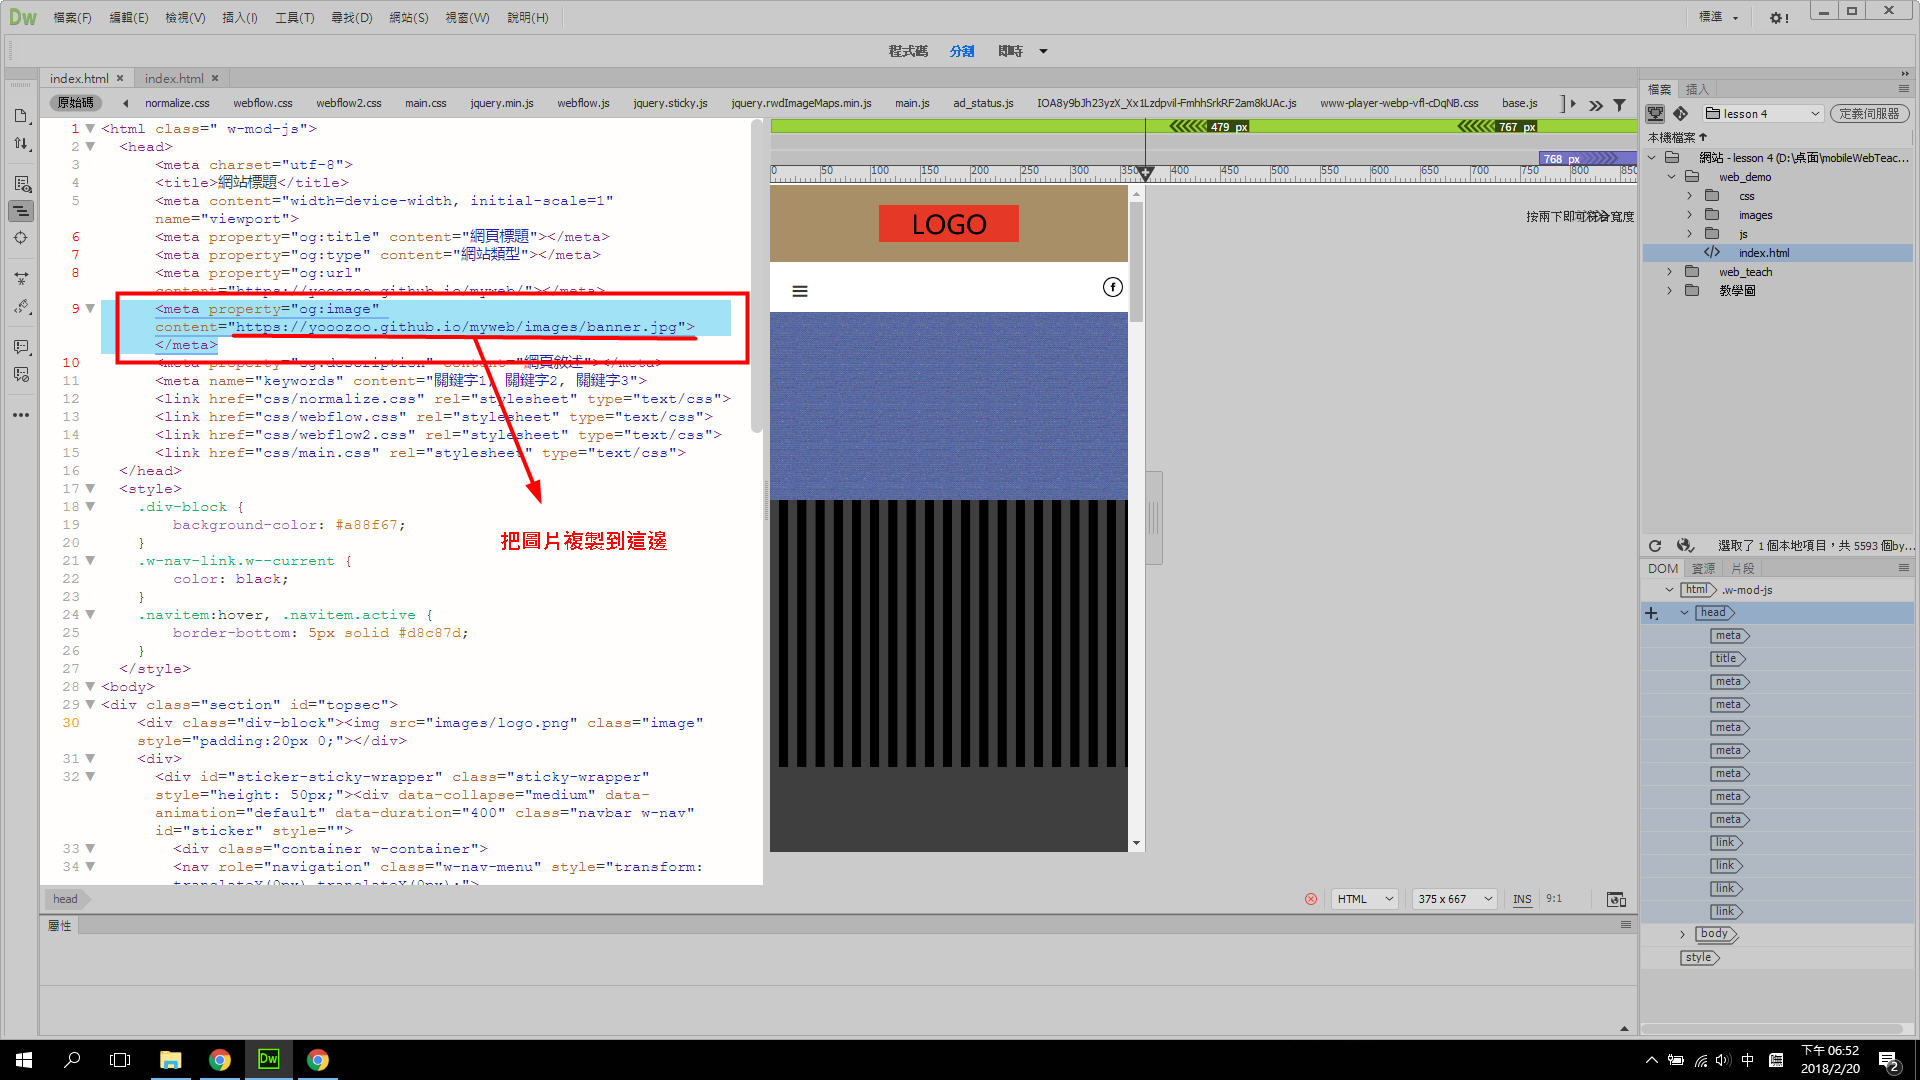 Dw 檔案(F) 編輯(E) 檢視(V) 插入(I) 工具(T) 尋找(D) 網站(S) 視窗(W) 說明(H) 標準
程式碼 分割 即時
index.html × index.html ×
原始碼 normalize.css webflow.css webflow2.css main.css jquery.min.js webflow.js jquery.sticky.js jquery.rwdImageMaps.min.js main.js ad_status.js IOA8y9bJh23yzX_Xx1Lzdpvil-FmhhSrkRF2am8kUAc.js www-player-webp-vfl-cDqNB.css base.js
1 <html class=" w-mod-js">
2 <head>
3 <meta charset="utf-8">
4 <title>網站標題</title>
5 <meta content="width=device-width, initial-scale=1"
name="viewport">
6 <meta property="og:title" content="網頁標題"></meta>
7 <meta property="og:type" content="網站類型"></meta>
8 <meta property="og:url"
content="https://yooozoo.github.io/myweb/"></meta>
9 <meta property="og:image"
content="https://yooozoo.github.io/myweb/images/banner.jpg">
</meta>
10 <meta property="og:description" content="網頁敘述"></meta>
11 <meta name="keywords" content="關鍵字1, 關鍵字2, 關鍵字3">
12 <link href="css/normalize.css" rel="stylesheet" type="text/css">
13 <link href="css/webflow.css" rel="stylesheet" type="text/css">
14 <link href="css/webflow2.css" rel="stylesheet" type="text/css">
15 <link href="css/main.css" rel="stylesheet" type="text/css">
16 </head>
17 <style>
18 .div-block {
19 background-color: #a88f67;
20 }
21 .w-nav-link.w--current {
22 color: black;
23 }
24 .navitem:hover, .navitem.active {
25 border-bottom: 5px solid #d8c87d;
26 }
27 </style>
28 <body>
29 <div class="section" id="topsec">
30 <div class="div-block"><img src="images/logo.png" class="image"
style="padding:20px 0;"></div>
31 <div>
32 <div id="sticker-sticky-wrapper" class="sticky-wrapper"
style="height: 50px;"><div data-collapse="medium" data-
animation="default" data-duration="400" class="navbar w-nav"
id="sticker" style="">
33 <div class="container w-container">
34 <nav role="navigation" class="w-nav-menu" style="transform:
translateX(0px) translateX(0px);">
把圖片複製到這邊
head
屬性
479 px 767 px
768 px
0 50 100 150 200 250 300 350 400 450 500 550 600 650 700 750 800 850
LOGO
f
HTML 375 x 667 INS 9:1
檔案 插入
lesson 4 定義伺服器
本機檔案
網站 - lesson 4 (D:\桌面\mobileWebTeac...
web_demo
css
images
js
index.html
web_teach
教學圖
選取了 1 個本地項目，共 5593 個by...
DOM 資源 片段
html .w-mod-js
head
meta
title
meta
meta
meta
meta
meta
meta
meta
link
link
link
link
body
style
Dw
中
下午 06:52
2018/2/20
2